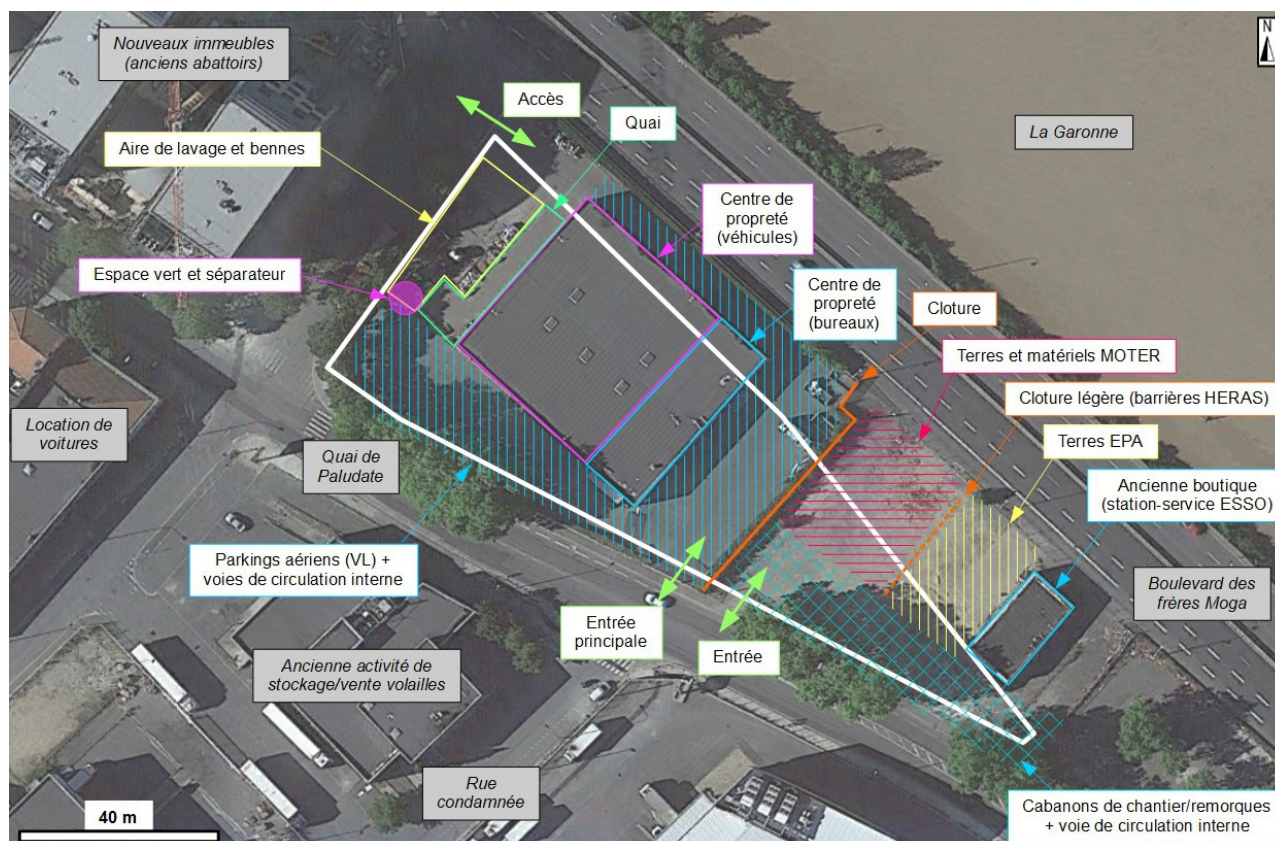 Nouveaux immeubles
(anciens abattoirs)
N
Accès
Quai
La Garonne
Aire de lavage et bennes
Centre de
propreté
(véhicules)
Espace vert et séparateur
Centre de
propreté
(bureaux)
Cloture
Terres et matériels MOTER
Cloture légère (barrières HERAS)
Location de
voitures
Quai de
Paludate
Terres EPA
Ancienne boutique
(station-service ESSO)
Parkings aériens (VL) +
voies de circulation interne
Boulevard des
frères Moga
Entrée
principale
Entrée
Ancienne activité de
stockage/vente volailles
Rue
condamnée
Cabanons de chantier/remorques
+ voie de circulation interne
40 m